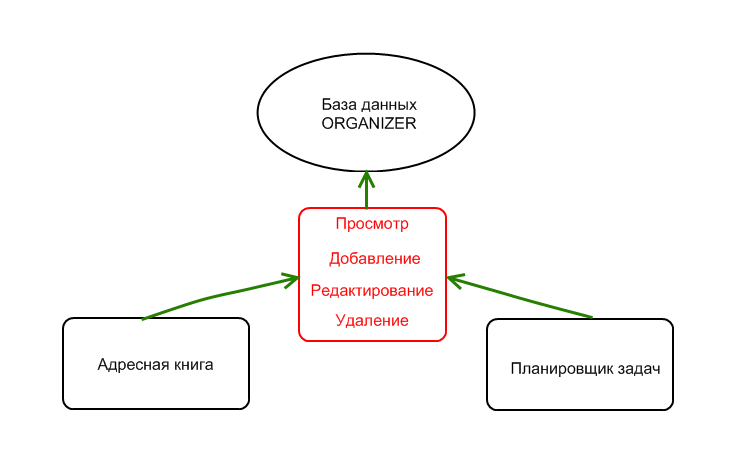 База данных
ORGANIZER
Просмотр
Добавление
Редактирование
Удаление
Адресная книга
Планировщик задач